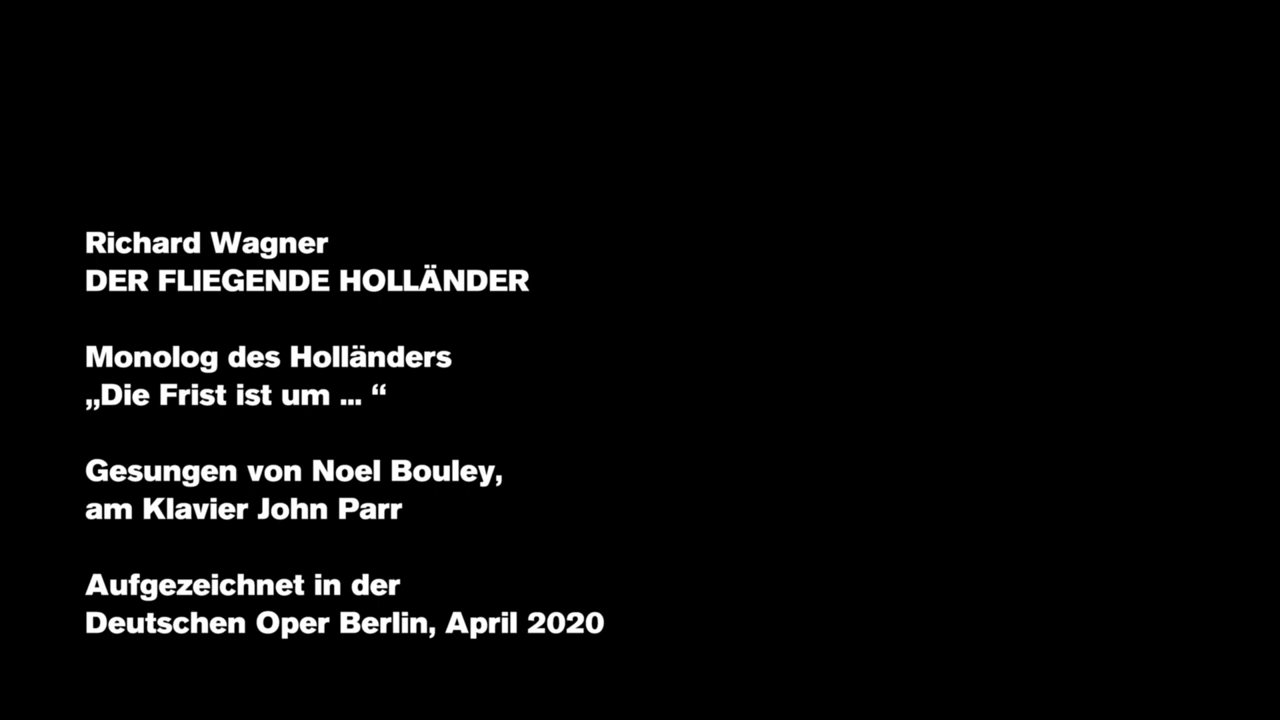 Richard Wagner
DER FLIEGENDE HOLLÄNDER
Monolog des Holländers
„Die Frist ist um ... “
Gesungen von Noel Bouley,
am Klavier John Parr
Aufgezeichnet in der
Deutschen Oper Berlin, April 2020